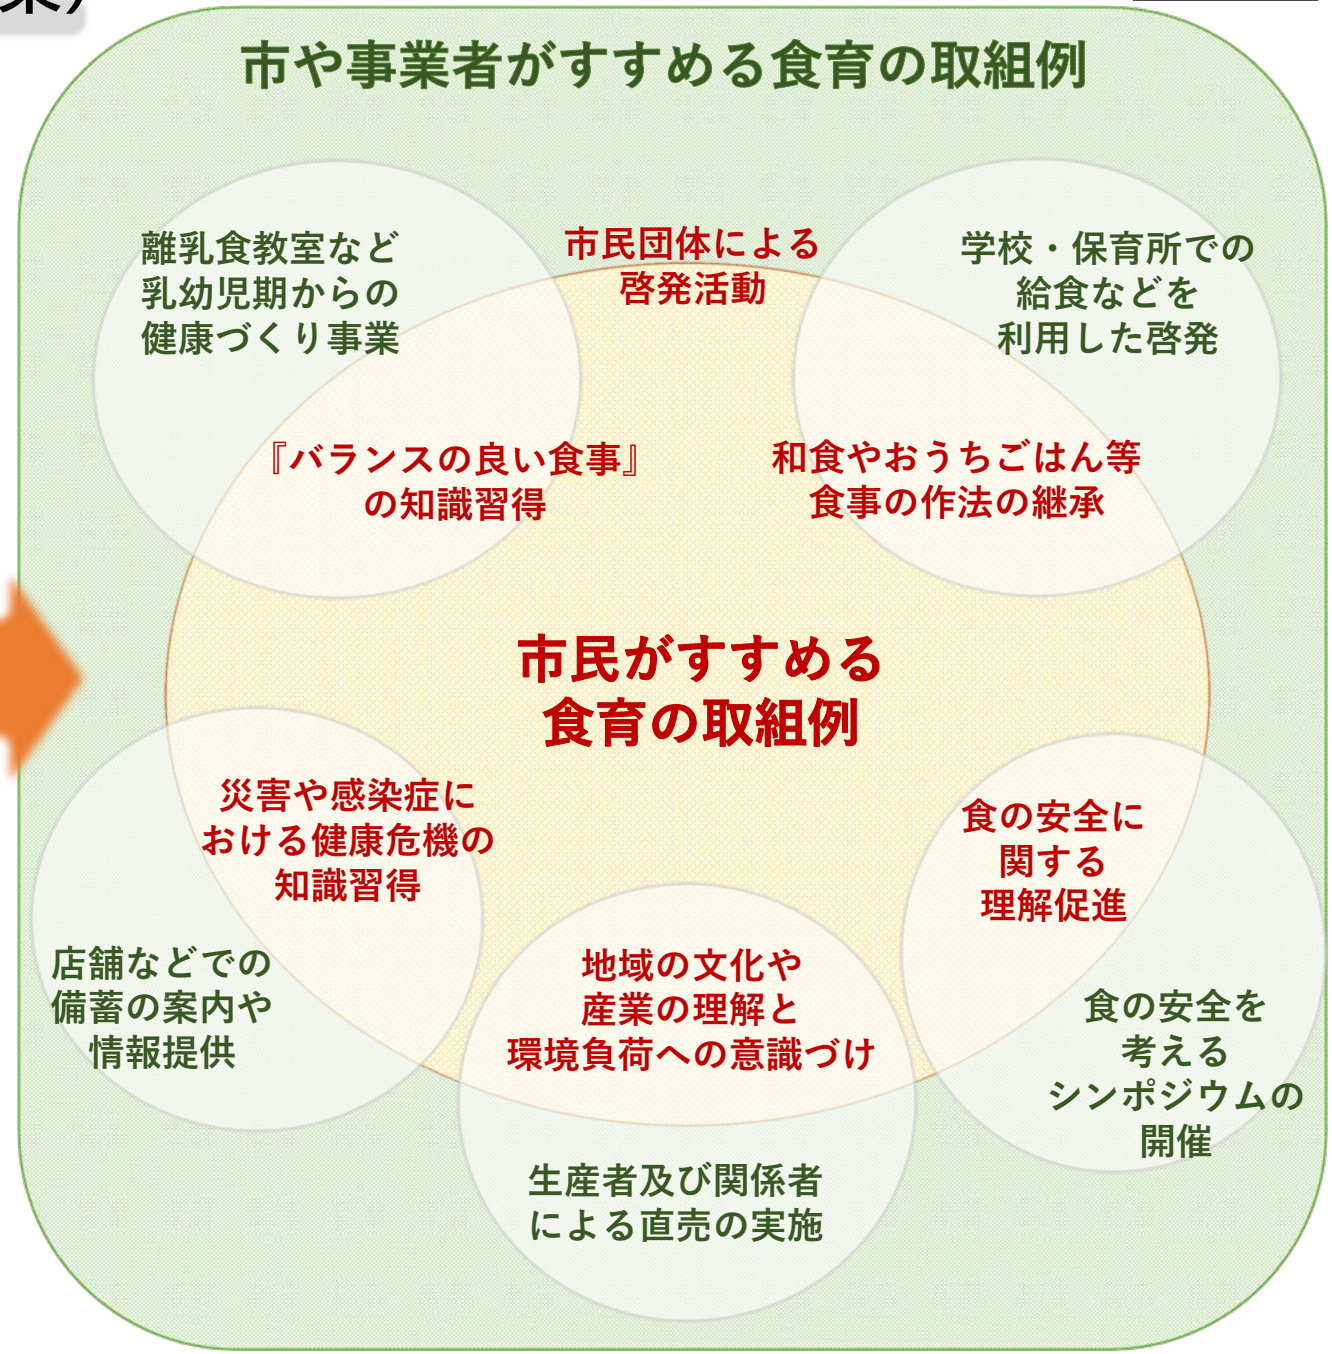 案)
市や事業者がすすめる食育の取組例
離乳食教室など
乳幼児期からの
健康づくり事業
市民団体による
啓発活動
学校・保育所での
給食などを
利用した啓発
『バランスの良い食事』
の知識習得
和食やおうちごはん等
食事の作法の継承
市民がすすめる
食育の取組例
災害や感染症に
おける健康危機の
知識習得
食の安全に
関する
理解促進
店舗などでの
備蓄の案内や
情報提供
地域の文化や
産業の理解と
環境負荷への意識づけ
食の安全を
考える
シンポジウムの
開催
生産者及び関係者
による直売の実施